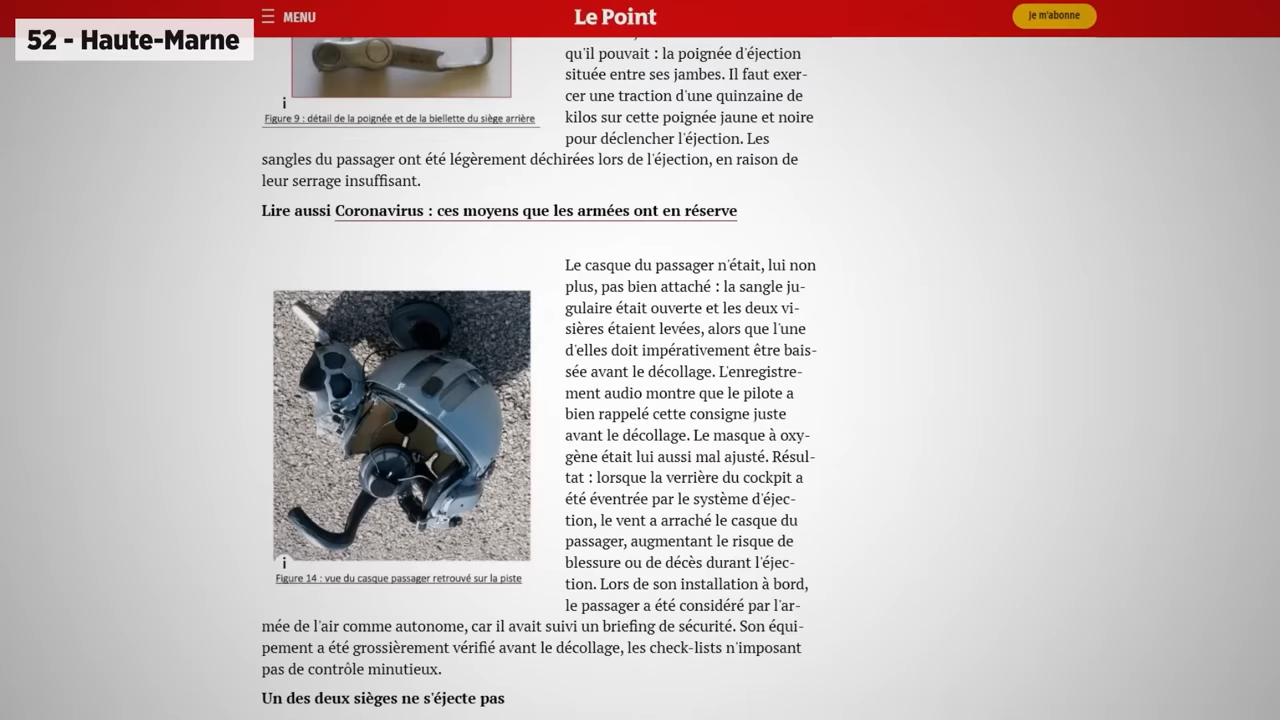 MENU
Le Point
Je m'abonne
52 - Haute-Marne
qu'il pouvait : la poignée d'éjection
située entre ses jambes. Il faut exer-
cer une traction d'une quinzaine de
kilos sur cette poignée jaune et noire
pour déclencher l'éjection. Les
i
Figure 9 : détail de la poignée et de la biellette du siège arrière
sangles du passager ont été légèrement déchirées lors de l'éjection, en raison de
leur serrage insuffisant.
Lire aussi Coronavirus : ces moyens que les armées ont en réserve
Le casque du passager n'était, lui non
plus, pas bien attaché : la sangle ju-
gulaire était ouverte et les deux vi-
sières étaient levées, alors que l'une
d'elles doit impérativement être bais-
sée avant le décollage. L'enregistre-
ment audio montre que le pilote a
bien rappelé cette consigne juste
avant le décollage. Le masque à oxy-
gène était lui aussi mal ajusté. Résul-
tat : lorsque la verrière du cockpit a
été éventrée par le système d'éjec-
tion, le vent a arraché le casque du
passager, augmentant le risque de
blessure ou de décès durant l'éjec-
tion. Lors de son installation à bord,
le passager a été considéré par l'ar-
i
Figure 14 : vue du casque passager retrouvé sur la piste
mée de l'air comme autonome, car il avait suivi un briefing de sécurité. Son équi-
pement a été grossièrement vérifié avant le décollage, les check-lists n'imposant
pas de contrôle minutieux.
Un des deux sièges ne s'éjecte pas